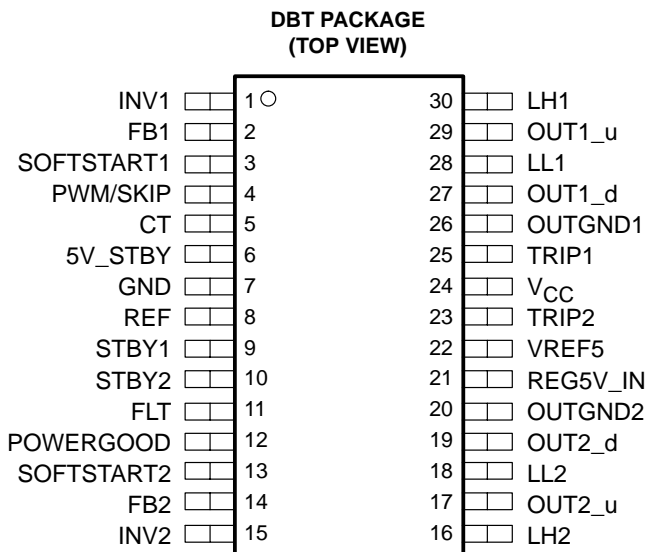 DBT PACKAGE
(TOP VIEW)
INV1 1 30 LH1
FB1 2 29 OUT1_u
SOFTSTART1 3 28 LL1
PWM/SKIP 4 27 OUT1_d
CT 5 26 OUTGND1
5V_STBY 6 25 TRIP1
GND 7 24 VCC
REF 8 23 TRIP2
STBY1 9 22 VREF5
STBY2 10 21 REG5V_IN
FLT 11 20 OUTGND2
POWERGOOD 12 19 OUT2_d
SOFTSTART2 13 18 LL2
FB2 14 17 OUT2_u
INV2 15 16 LH2